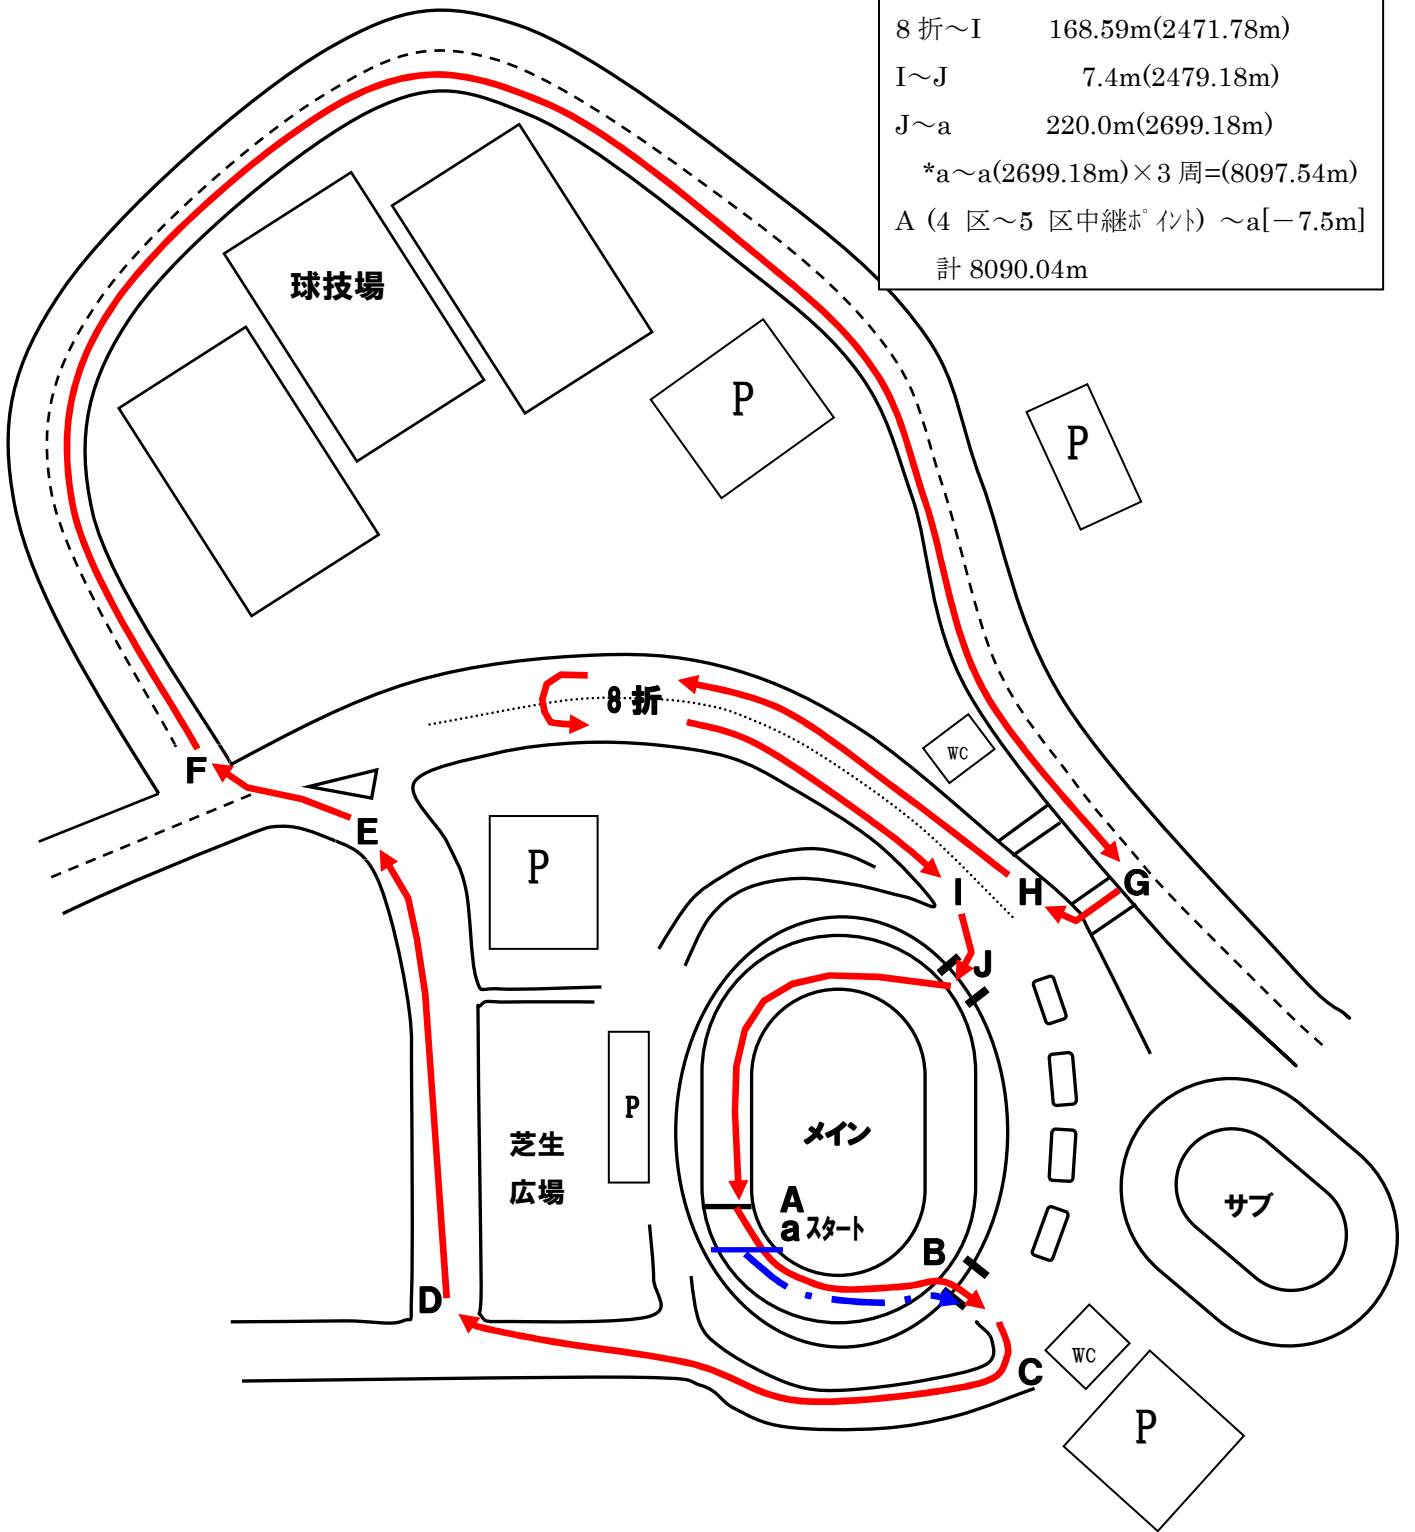 8折～I 168.59m(2471.78m)
I～J 7.4m(2479.18m)
J～a 220.0m(2699.18m)
*a～a(2699.18m)×3周=(8097.54m)
A (4 区～5 区中継ﾎﾟｲﾝﾄ) ～a[－7.5m]
計 8090.04m
球技場
P
P
8 折
WC
F
E
P
I
H
G
J
P
芝生
広場
メイン
A
aスタート
サブ
B
D
C
WC
P